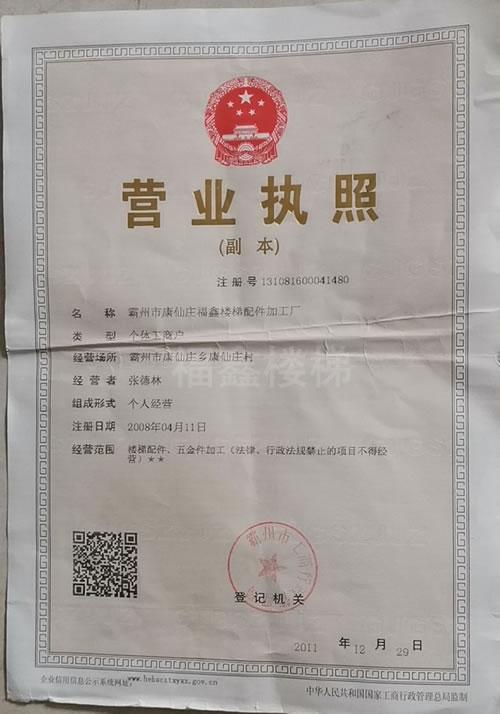 营业执照
(副 本)
注 册 号 131081600041480
名 称 霸州市康仙庄福鑫楼梯配件加工厂
类 型 个体工商户
经营场所 霸州市康仙庄乡康仙庄村
福鑫楼梯
经 营 者 张德林
组成形式 个人经营
注册日期 2008年04月11日
经营范围 楼梯配件、五金件加工(法律、行政法规禁止的项目不得经
营)★★
霸州市工商行
登 记 机 关
2011 年 12 月 29 日
企业信用信息公示系统网址:www.hebscztxyxx.gov.cn
中华人民共和国国家工商行政管理总局监制